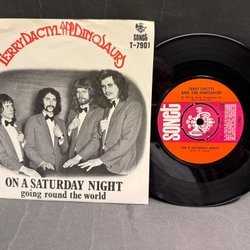 TERRY DACTYL AND THE DINOSAURS
SONET
T-7901
ON A SATURDAY NIGHT
going round the world
TERRY DACTYL
AND THE DINOSAURS
SONET
ON A SATURDAY NIGHT